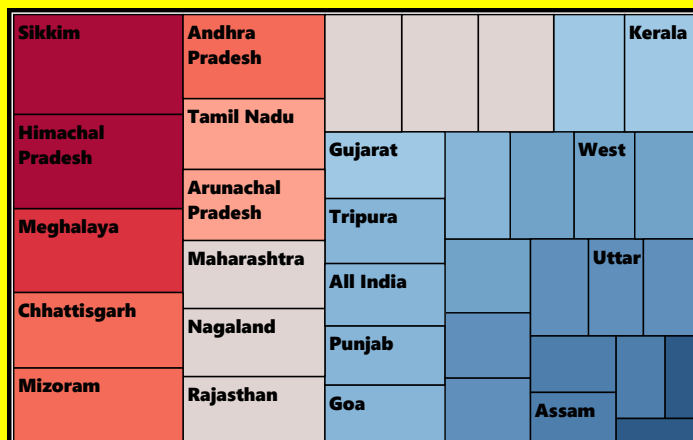 Sikkim
Himachal
Pradesh
Meghalaya
Chhattisgarh
Mizoram
Andhra
Pradesh
Tamil Nadu
Arunachal
Pradesh
Maharashtra
Nagaland
Rajasthan
Kerala
Gujarat
Tripura
All India
Punjab
Goa
West
Uttar
Assam